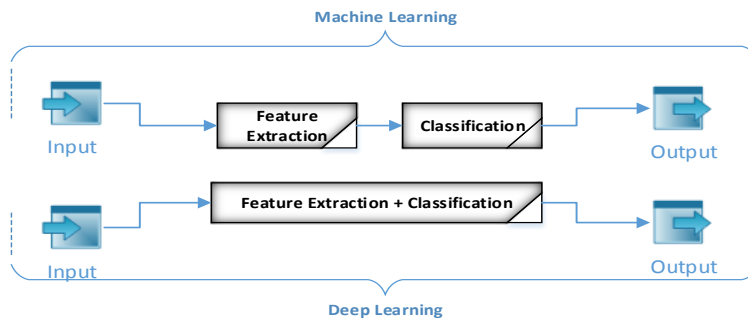 Machine Learning
Input
Feature
Extraction
Classification
Output
Input
Feature Extraction + Classification
Output
Deep Learning